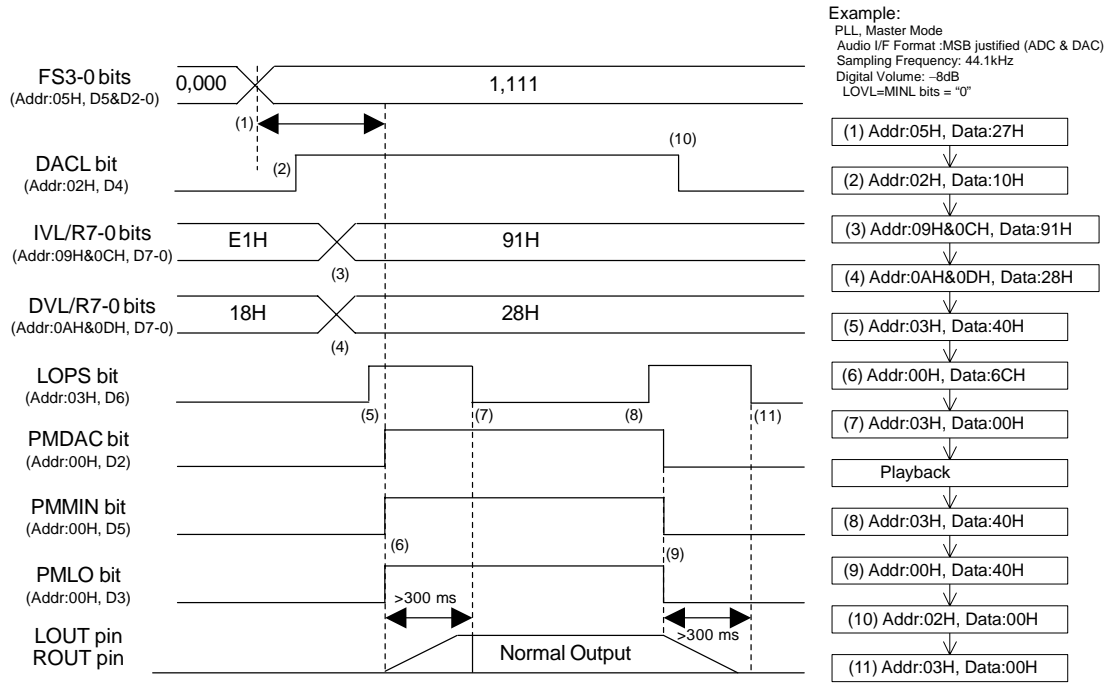 Example:
PLL, Master Mode
Audio I/F Format :MSB justified (ADC & DAC)
Sampling Frequency: 44.1kHz
Digital Volume: −8dB
LOVL=MINL bits = “0”
FS3-0 bits
(Addr:05H, D5&D2-0)
0,000
1,111
(1)
DACL bit
(Addr:02H, D4)
(2)
(10)
IVL/R7-0 bits
(Addr:09H&0CH, D7-0)
E1H
91H
(3)
DVL/R7-0 bits
(Addr:0AH&0DH, D7-0)
18H
28H
(4)
LOPS bit
(Addr:03H, D6)
(5)
(7)
(8)
(11)
PMDAC bit
(Addr:00H, D2)
PMMIN bit
(Addr:00H, D5)
(6)
(9)
PMLO bit
(Addr:00H, D3)
>300 ms
>300 ms
LOUT pin
ROUT pin
Normal Output
(1) Addr:05H, Data:27H
(2) Addr:02H, Data:10H
(3) Addr:09H&0CH, Data:91H
(4) Addr:0AH&0DH, Data:28H
(5) Addr:03H, Data:40H
(6) Addr:00H, Data:6CH
(7) Addr:03H, Data:00H
Playback
(8) Addr:03H, Data:40H
(9) Addr:00H, Data:40H
(10) Addr:02H, Data:00H
(11) Addr:03H, Data:00H